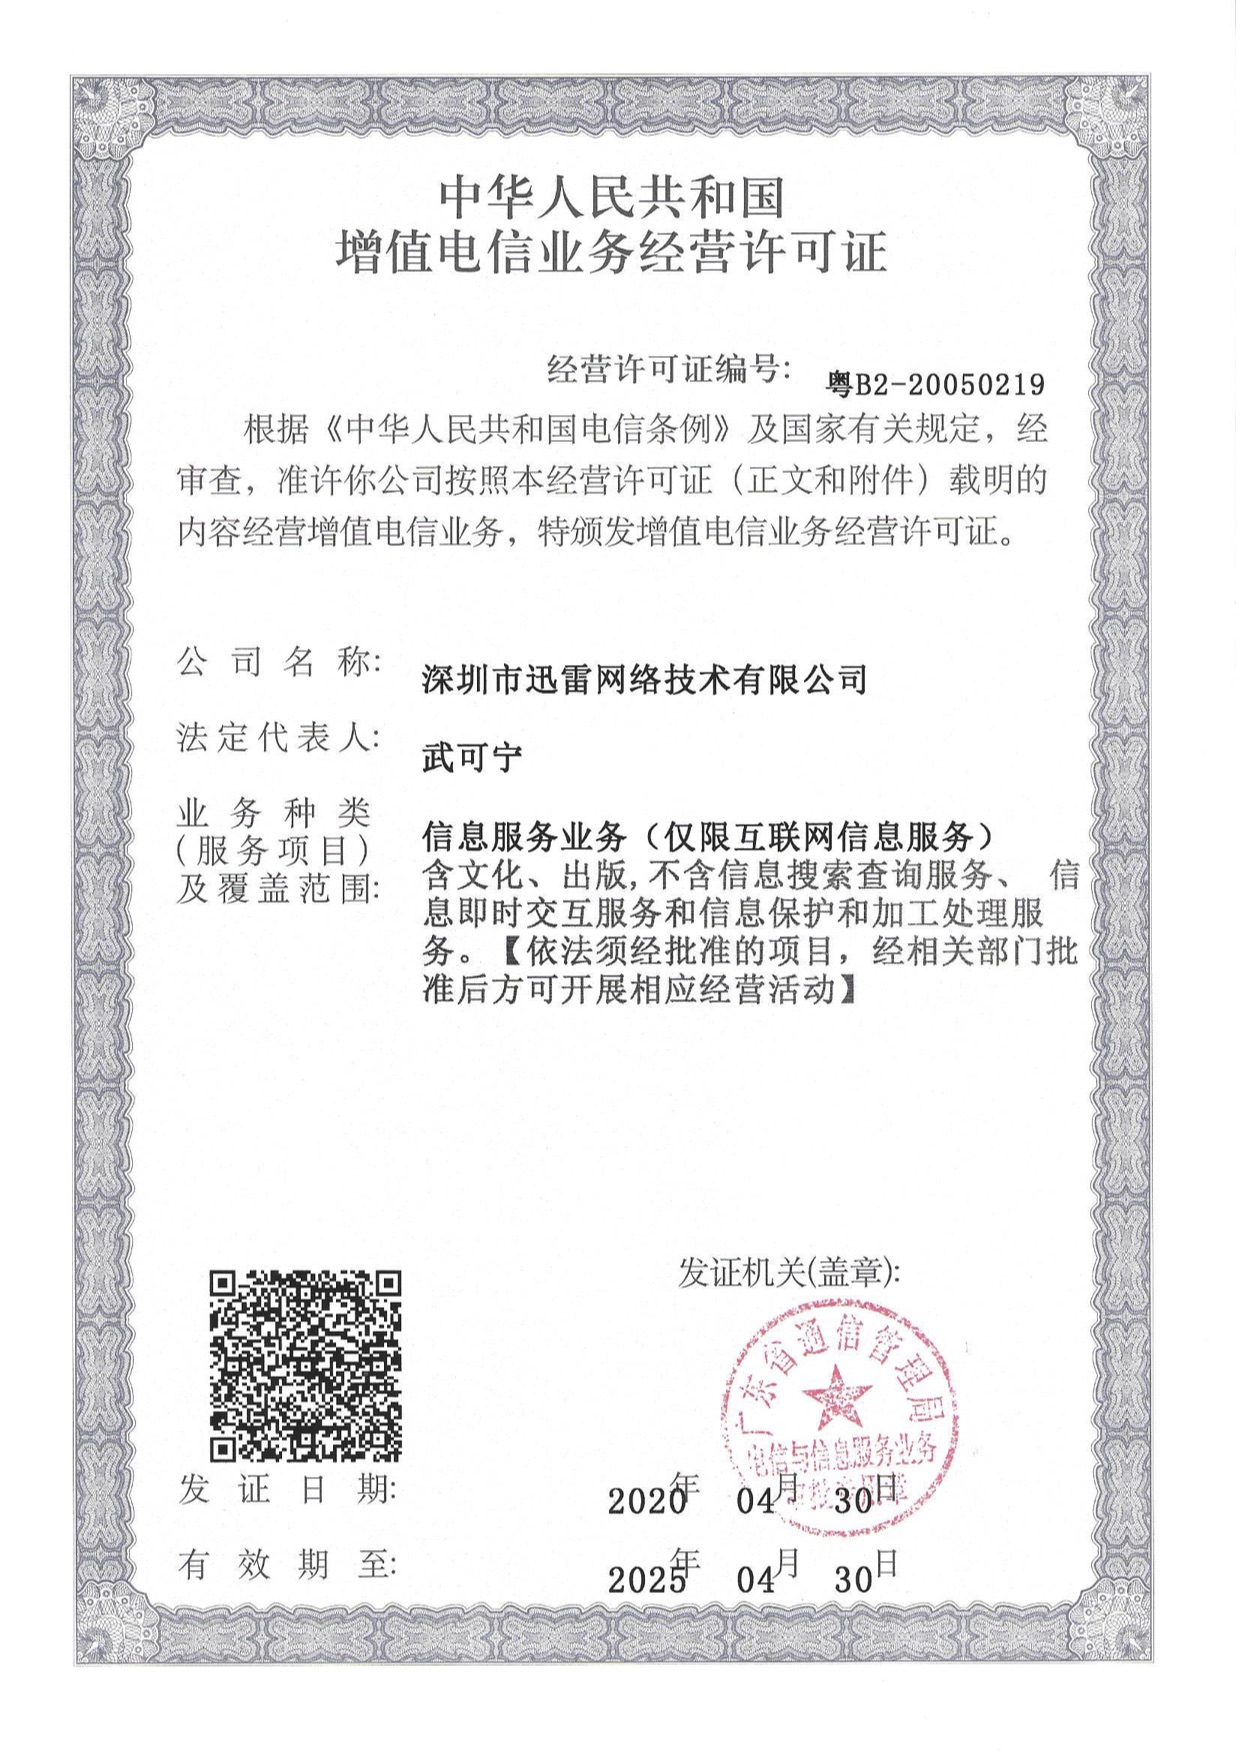 中华人民共和国
增值电信业务经营许可证
经营许可证编号: 粤B2-20050219
根据《中华人民共和国电信条例》及国家有关规定，经
审查，准许你公司按照本经营许可证（正文和附件）载明的
内容经营增值电信业务，特颁发增值电信业务经营许可证。
公司名称: 深圳市迅雷网络技术有限公司
法定代表人: 武可宁
业务种类
(服务项目)
及覆盖范围:
信息服务业务（仅限互联网信息服务）
含文化、出版,不含信息搜索查询服务、 信
息即时交互服务和信息保护和加工处理服
务。【依法须经批准的项目，经相关部门批
准后方可开展相应经营活动】
发证机关(盖章):
广东省通信管理局
电信与信息服务业务
发证日期: 2020年 04月 30日
有效期至: 2025年 04月 30日